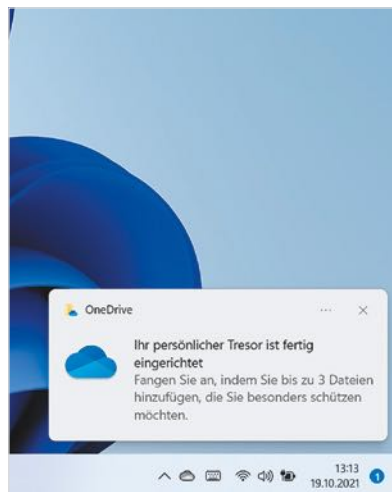 OneDrive
Ihr persönlicher Tresor ist fertig
eingerichtet
Fangen Sie an, indem Sie bis zu 3 Dateien
hinzufügen, die Sie besonders schützen
möchten.
13:13
19.10.2021
1